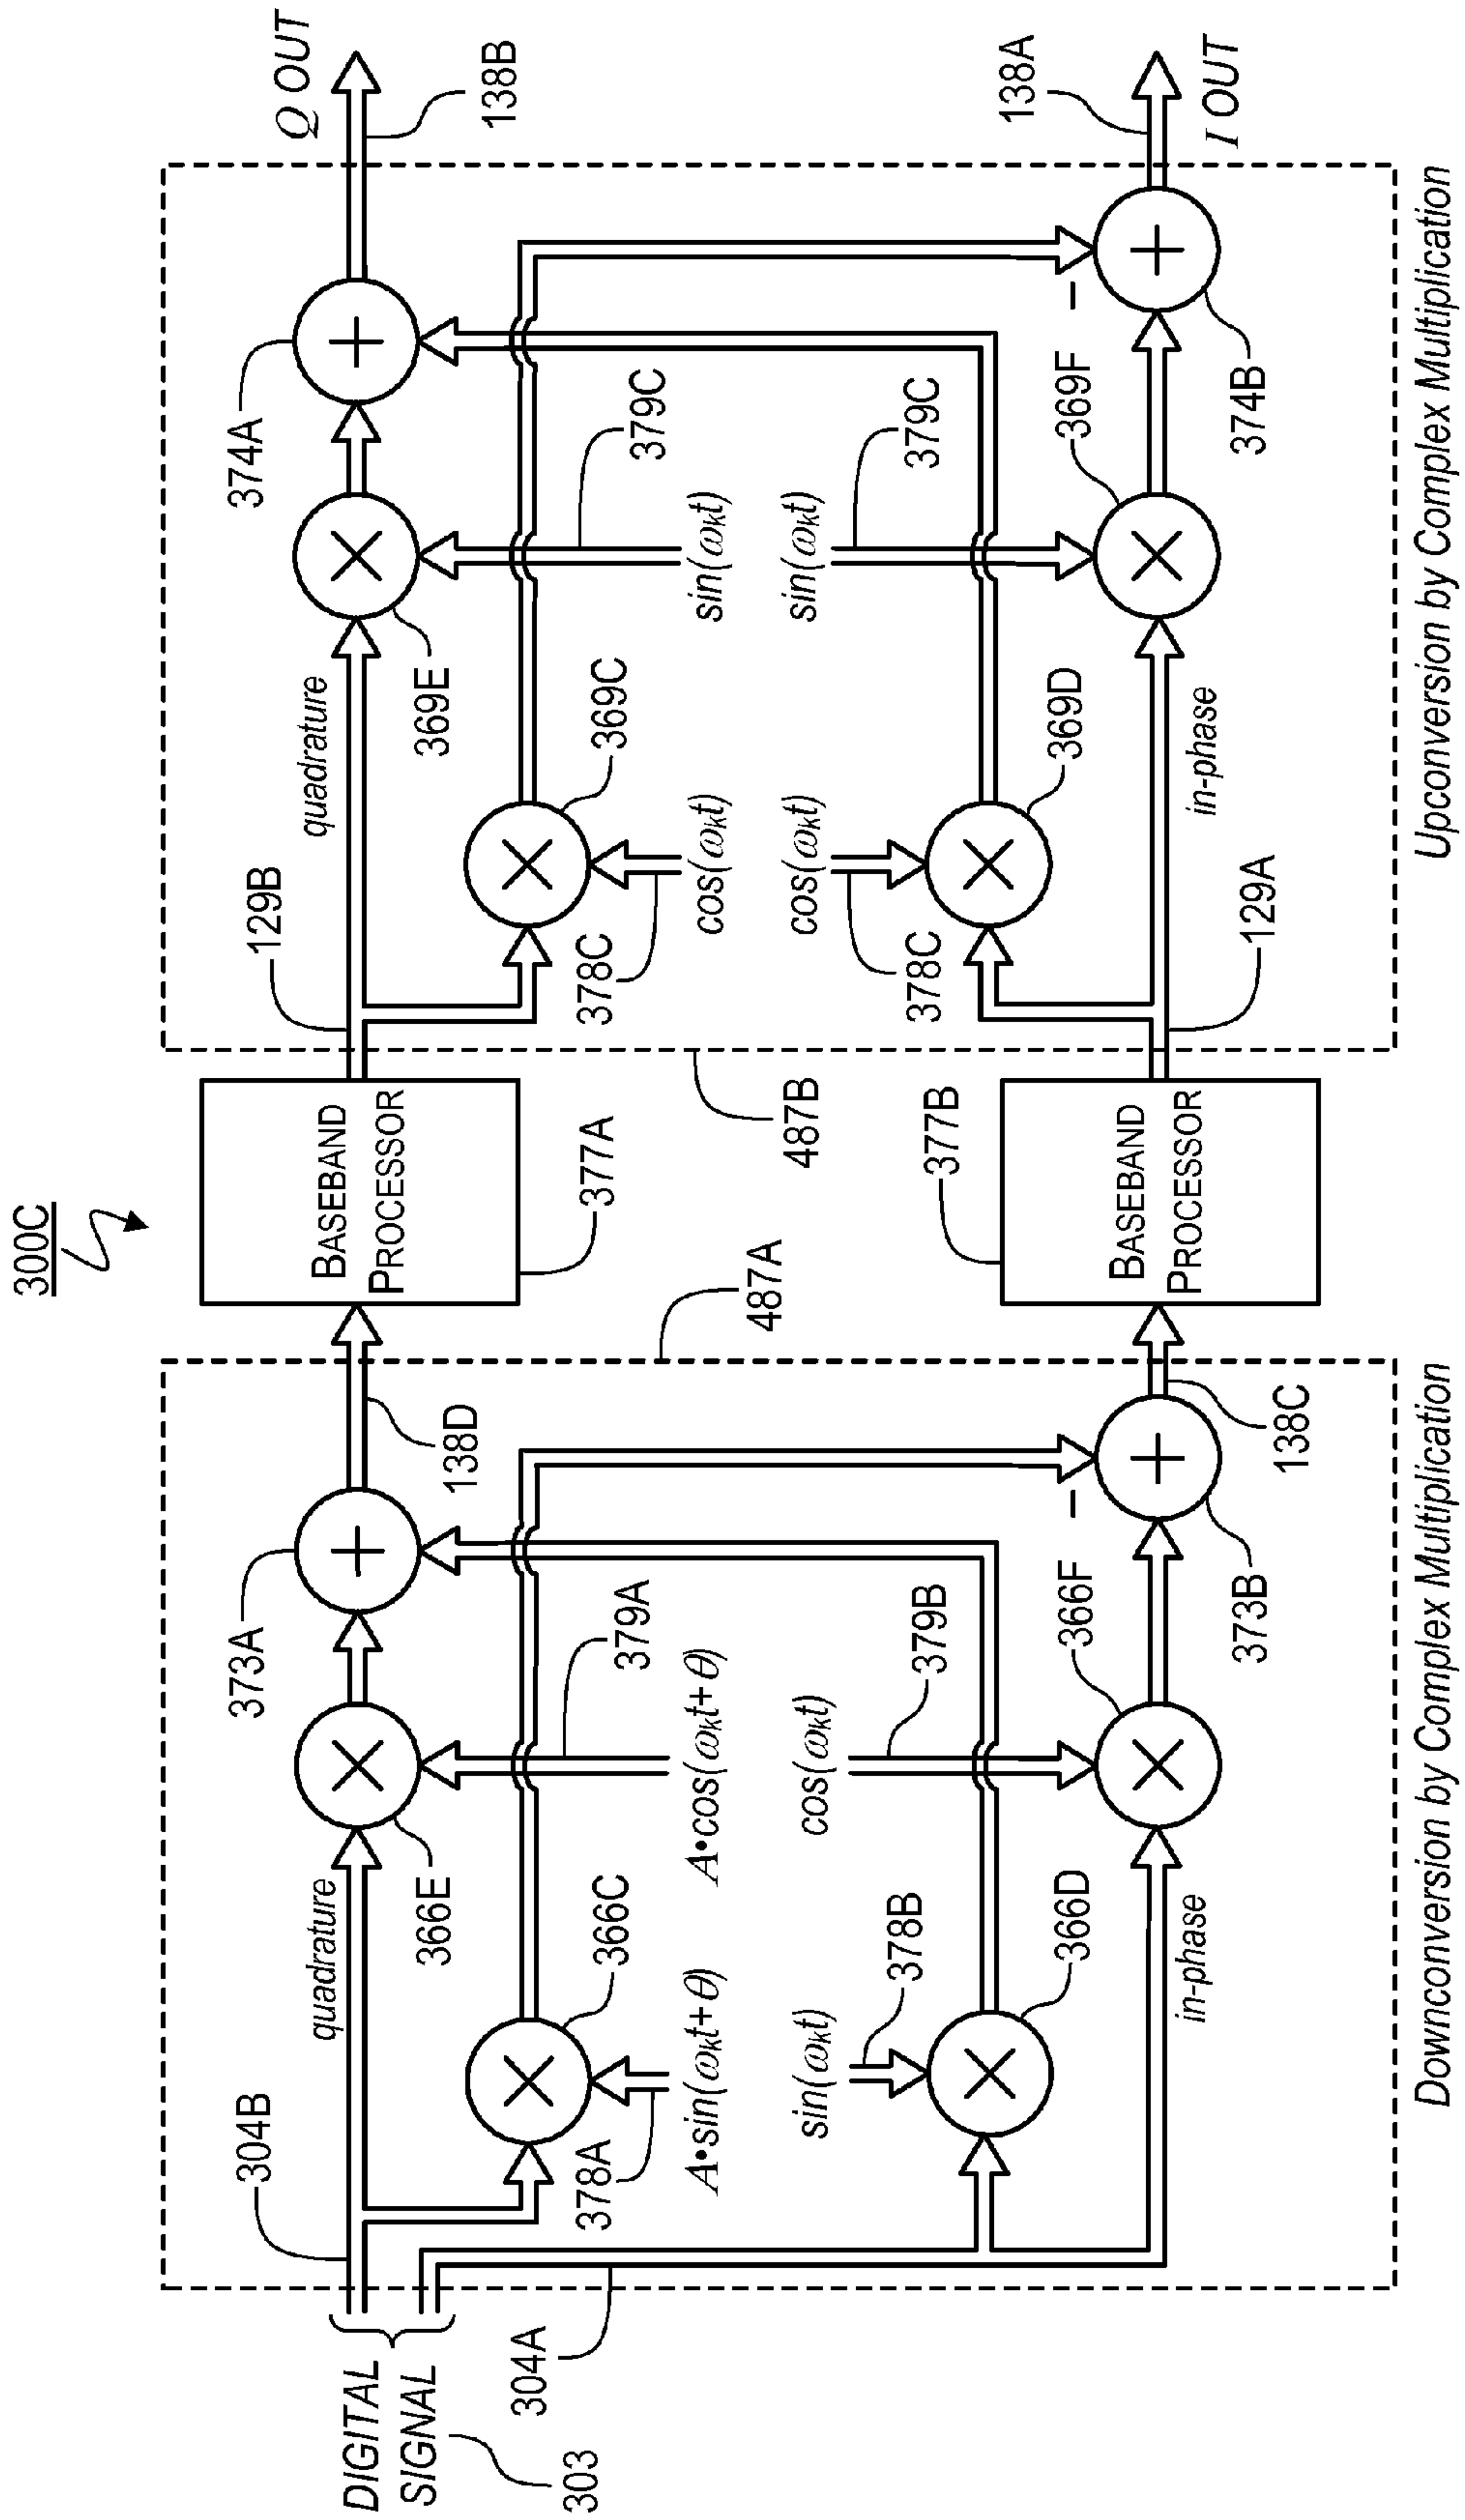 300C
DIGITAL
SIGNAL
303
304A
304B
quadrature
366E
366C
378A
A•sin(ωₖt+θ)
A•cos(ωₖt+θ)
379A
373A
138D
sin(ωₖt)
378B
366D
cos(ωₖt)
379B
366F
in-phase
373B
138C
487A
Downconversion by Complex Multiplication
BASEBAND
PROCESSOR
377A
BASEBAND
PROCESSOR
377B
487B
129B
quadrature
369E
369C
378C
cos(ωₖt)
sin(ωₖt)
379C
374A
Q OUT
138B
cos(ωₖt)
378C
369D
sin(ωₖt)
379C
369F
129A
in-phase
374B
138A
I OUT
Upconversion by Complex Multiplication